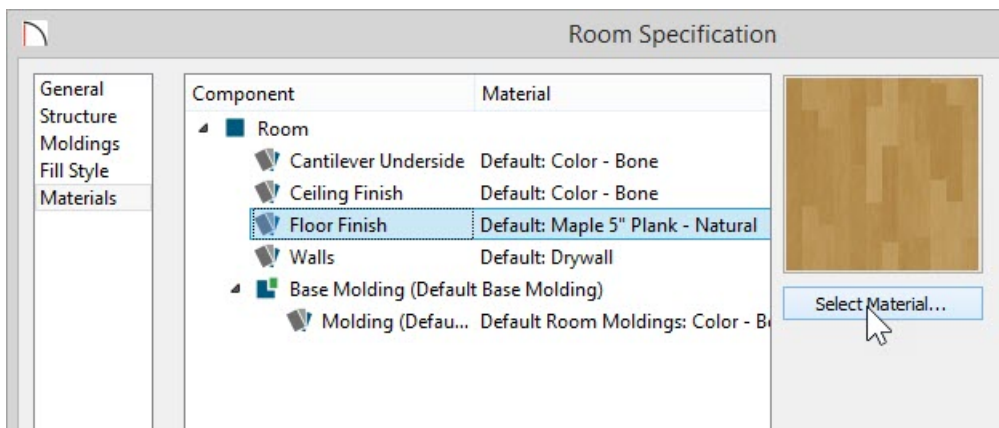 Room Specification
General
Structure
Moldings
Fill Style
Materials
Component Material
Room
Cantilever Underside Default: Color - Bone
Ceiling Finish Default: Color - Bone
Floor Finish Default: Maple 5" Plank - Natural
Walls Default: Drywall
Base Molding (Default Base Molding)
Molding (Defau... Default Room Moldings: Color - B
Select Material...